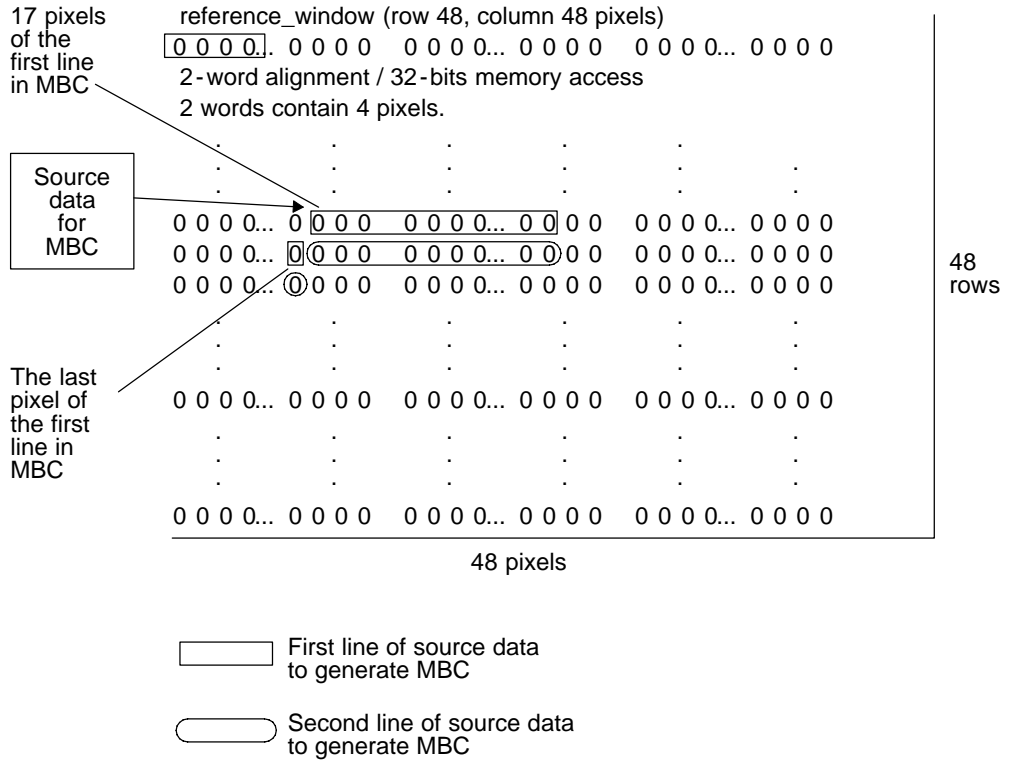 17 pixels
of the
first line
in MBC
reference_window (row 48, column 48 pixels)
0 0 0 0... 0 0 0 0 0 0 0 0... 0 0 0 0 0 0 0 0... 0 0 0 0
2-word alignment / 32-bits memory access
2 words contain 4 pixels.
. . . . .
. . . . . .
. . . . . .
Source
data
for
MBC
0 0 0 0... 0 0 0 0 0 0 0 0... 0 0 0 0 0 0 0 0... 0 0 0 0
0 0 0 0... 0 0 0 0 0 0 0 0... 0 0 0 0 0 0 0 0... 0 0 0 0
0 0 0 0... 0 0 0 0 0 0 0 0... 0 0 0 0 0 0 0 0... 0 0 0 0
48
rows
. . . . . .
. . . . . .
. . . . . .
The last
pixel of
the first
line in
MBC
0 0 0 0... 0 0 0 0 0 0 0 0... 0 0 0 0 0 0 0 0... 0 0 0 0
. . . . . .
. . . . . .
. . . . . .
0 0 0 0... 0 0 0 0 0 0 0 0... 0 0 0 0 0 0 0 0... 0 0 0 0
48 pixels
First line of source data
to generate MBC
Second line of source data
to generate MBC